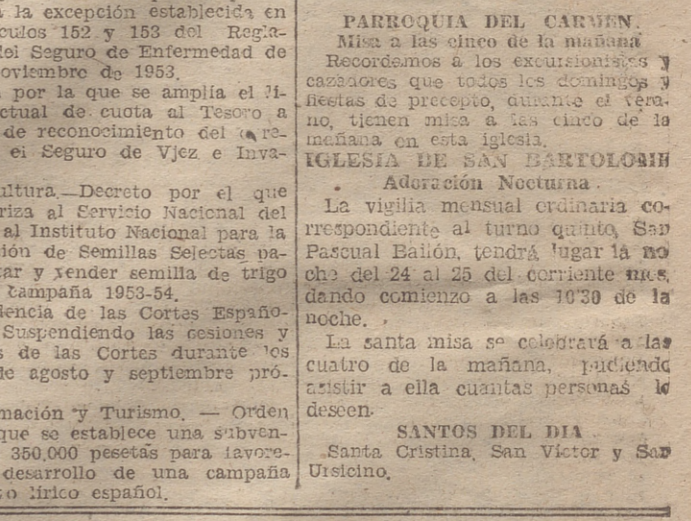 la excepción establecida en
culos 152 y 153 del Regla-
del Seguro de Enfermedad de
oviembre de 1953.
por la que se amplía el lí-
ctual de cuota al Tesoro a
de reconocimiento del
el Seguro de Vjez e Inva-
ultura.—Decreto por el que
riza al Servicio Nacional del
al Instituto Nacional para la
ión de Semillas Selectas pa-
ar y vender semilla de trigo
campaña 1953-54.
dencia de las Cortes Españo-
Suspendiendo las sesiones y
s de las Cortes durante los
de agosto y septiembre pró-
mación y Turismo. — Orden
que se establece una subven-
350.000 pesetas para favore-
desarrollo de una campaña
o lírico español.
PARROQUIA DEL CARMEN.
Misa a las cinco de la mañana
Recordamos a los excursionistas y
cazadores que todos los domingos y
fiestas de precepto, durante el vera-
no, tienen misa a las cinco de la
mañana en esta iglesia.
IGLESIA DE SAN BARTOLOME
Adoración Nocturna.
La vigilia mensual ordinaria co-
rrespondiente al turno quinto, San
Pascual Bailón, tendrá lugar la no
che del 24 al 25 del corriente mes,
dando comienzo a las 10'30 de la
noche.
La santa misa se celebrará a las
cuatro de la mañana, pudiendo
asistir a ella cuantas personas lo
deseen.
SANTOS DEL DIA
Santa Cristina, San Víctor y San
Ursicino.